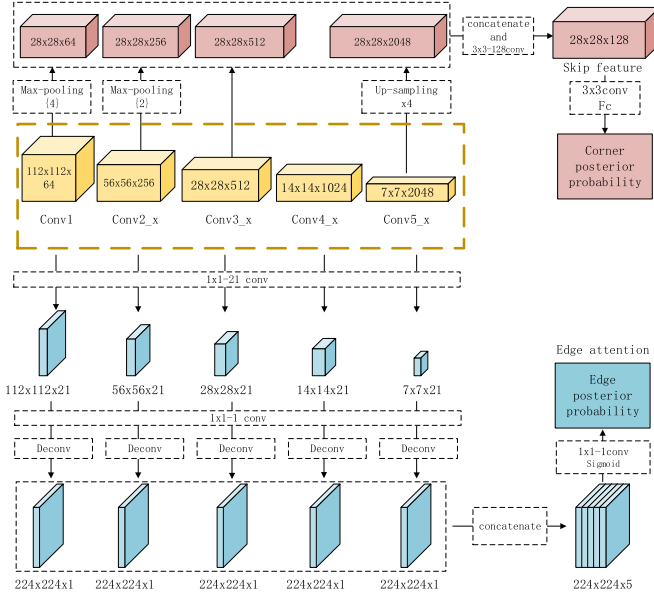 28x28x64
28x28x256
28x28x512
28x28x2048
concatenate
and
3x3-128conv
28x28x128
Skip feature
Max-pooling
{4}
Max-pooling
{2}
Up-sampling
x4
3x3conv
Fc
Corner
posterior
probability
112x112x
64
56x56x256
28x28x512
14x14x1024
7x7x2048
Conv1
Conv2_x
Conv3_x
Conv4_x
Conv5_x
1x1-21 conv
112x112x21
56x56x21
28x28x21
14x14x21
7x7x21
Edge attention
Edge
posterior
probability
1x1-1 conv
Deconv
Deconv
Deconv
Deconv
Deconv
1x1-1conv
Sigmoid
concatenate
224x224x1
224x224x1
224x224x1
224x224x1
224x224x1
224x224x5